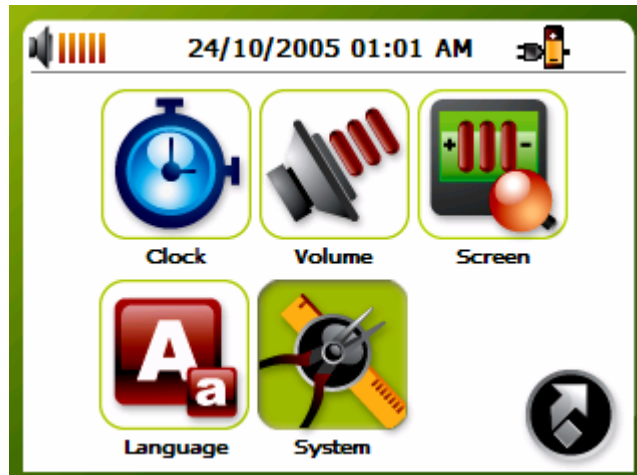 24/10/2005 01:01 AM
Clock Volume Screen
A
a
Language System